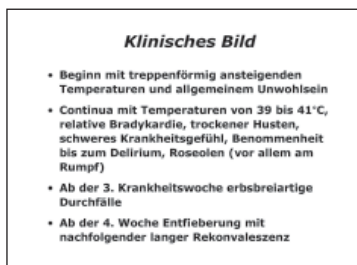 Klinisches Bild
• Beginn mit treppenförmig ansteigenden
Temperaturen und allgemeinem Unwohlsein
• Continua mit Temperaturen von 39 bis 41°C,
relative Bradykardie, trockener Husten,
schweres Krankheitsgefühl, Benommenheit
bis zum Delirium, Roseolen (vor allem am
Rumpf)
• Ab der 3. Krankheitswoche erbsbreiartige
Durchfälle
• Ab der 4. Woche Entfieberung mit
nachfolgender langer Rekonvaleszenz